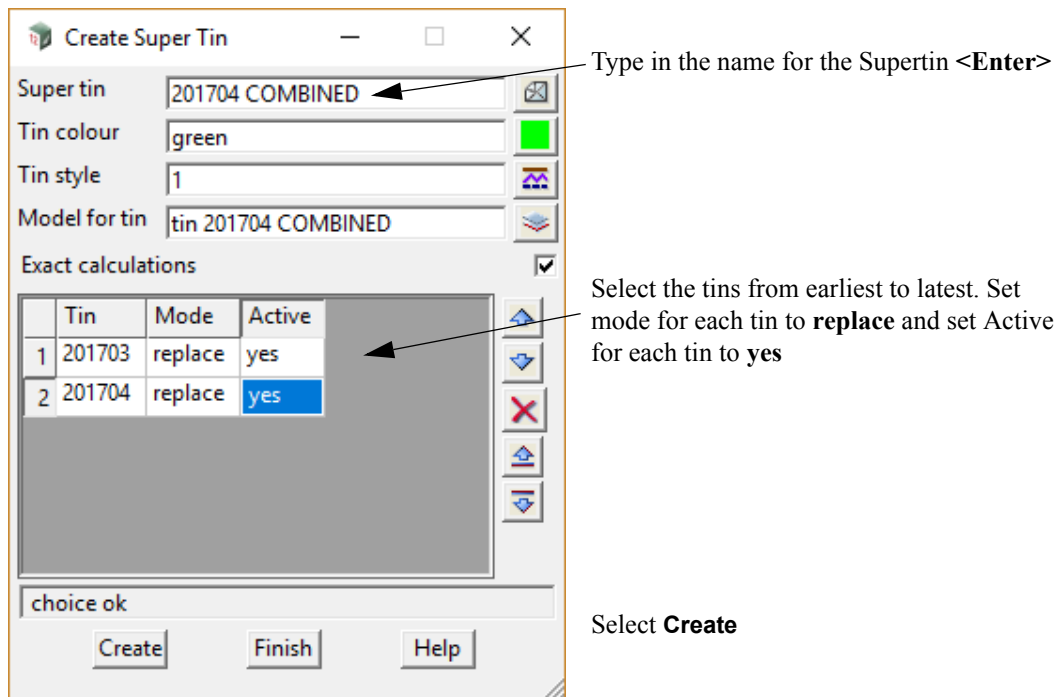 Create Super Tin
Type in the name for the Supertin <Enter>
Super tin 201704 COMBINED
Tin colour green
Tin style 1
Model for tin tin 201704 COMBINED
Exact calculations
Select the tins from earliest to latest. Set
mode for each tin to replace and set Active
for each tin to yes
Tin Mode Active
1 201703 replace yes
2 201704 replace yes
choice ok
Select Create
Create Finish Help